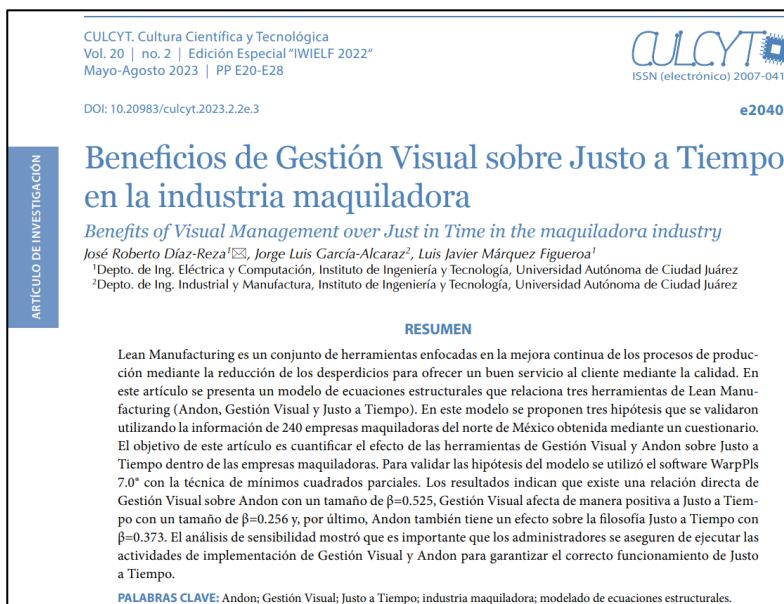 CULCYT. Cultura Científica y Tecnológica
Vol. 20 | no. 2 | Edición Especial "IWIELF 2022"
Mayo-Agosto 2023 | PP E20-E28
CULCYT
ISSN (electrónico) 2007-041
DOI: 10.20983/culcyt.2023.2.2e.3
e2040
ARTÍCULO DE INVESTIGACIÓN
Beneficios de Gestión Visual sobre Justo a Tiempo
en la industria maquiladora
Benefits of Visual Management over Just in Time in the maquiladora industry
José Roberto Díaz-Reza¹✉, Jorge Luis García-Alcaraz², Luis Javier Márquez Figueroa¹
¹Depto. de Ing. Eléctrica y Computación, Instituto de Ingeniería y Tecnología, Universidad Autónoma de Ciudad Juárez
²Depto. de Ing. Industrial y Manufactura, Instituto de Ingeniería y Tecnología, Universidad Autónoma de Ciudad Juárez
RESUMEN
Lean Manufacturing es un conjunto de herramientas enfocadas en la mejora continua de los procesos de produc-
ción mediante la reducción de los desperdicios para ofrecer un buen servicio al cliente mediante la calidad. En
este artículo se presenta un modelo de ecuaciones estructurales que relaciona tres herramientas de Lean Manu-
facturing (Andon, Gestión Visual y Justo a Tiempo). En este modelo se proponen tres hipótesis que se validaron
utilizando la información de 240 empresas maquiladoras del norte de México obtenida mediante un cuestionario.
El objetivo de este artículo es cuantificar el efecto de las herramientas de Gestión Visual y Andon sobre Justo a
Tiempo dentro de las empresas maquiladoras. Para validar las hipótesis del modelo se utilizó el software WarpPls
7.0® con la técnica de mínimos cuadrados parciales. Los resultados indican que existe una relación directa de
Gestión Visual sobre Andon con un tamaño de β=0.525, Gestión Visual afecta de manera positiva a Justo a Tiem-
po con un tamaño de β=0.256 y, por último, Andon también tiene un efecto sobre la filosofía Justo a Tiempo con
β=0.373. El análisis de sensibilidad mostró que es importante que los administradores se aseguren de ejecutar las
actividades de implementación de Gestión Visual y Andon para garantizar el correcto funcionamiento de Justo
a Tiempo.
PALABRAS CLAVE: Andon; Gestión Visual; Justo a Tiempo; industria maquiladora; modelado de ecuaciones estructurales.